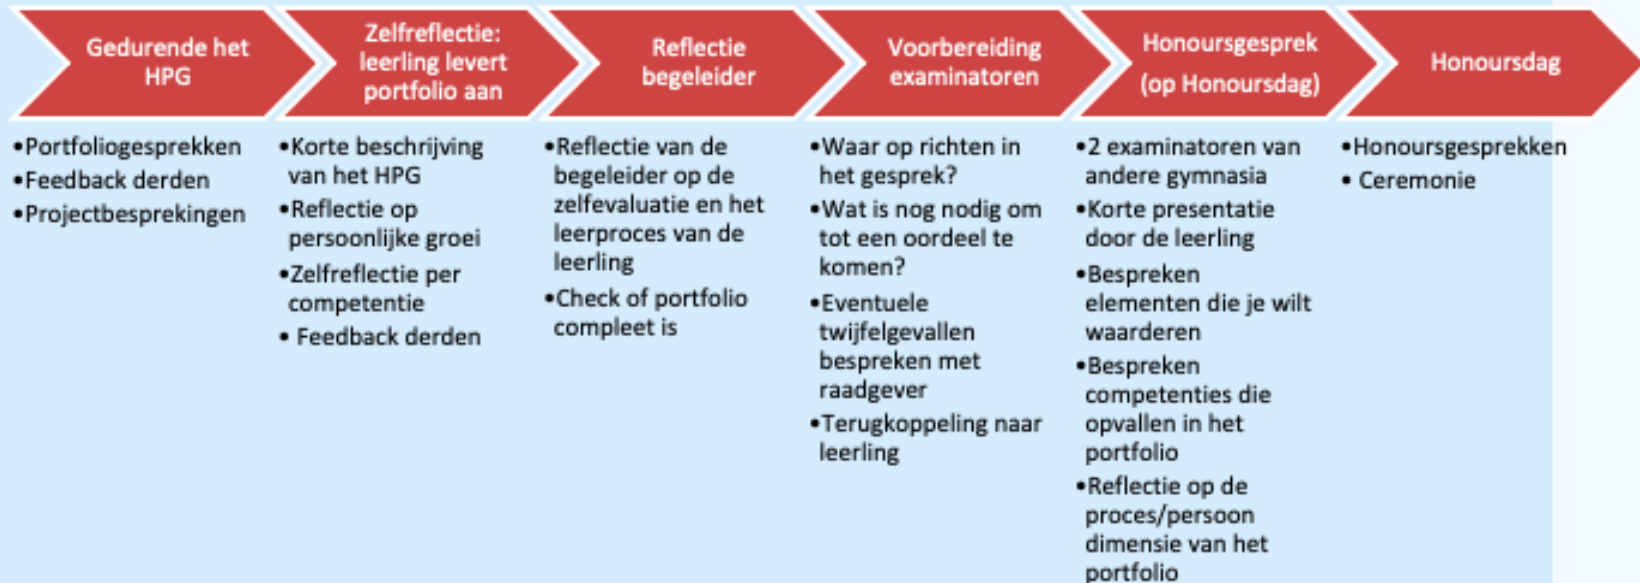 Gedurende het
HPG
Zelfreflectie:
leerling levert
portfolio aan
Reflectie
begeleider
Voorbereiding
examinatoren
Honoursgesprek
(op Honoursdag)
Honoursdag
•Portfoliogesprekken
•Feedback derden
•Projectbesprekingen
•Korte beschrijving
van het HPG
•Reflectie op
persoonlijke groei
•Zelfreflectie per
competentie
• Feedback derden
•Reflectie van de
begeleider op de
zelfevaluatie en het
leerproces van de
leerling
•Check of portfolio
compleet is
•Waar op richten in
het gesprek?
•Wat is nog nodig om
tot een oordeel te
komen?
•Eventuele
twijfelgevallen
bespreken met
raadgever
•Terugkoppeling naar
leerling
•2 examinatoren van
andere gymnasia
•Korte presentatie
door de leerling
•Bespreken
elementen die je wilt
waarderen
•Bespreken
competenties die
opvallen in het
portfolio
•Reflectie op de
proces/persoon
dimensie van het
portfolio
•Honoursgesprekken
• Ceremonie